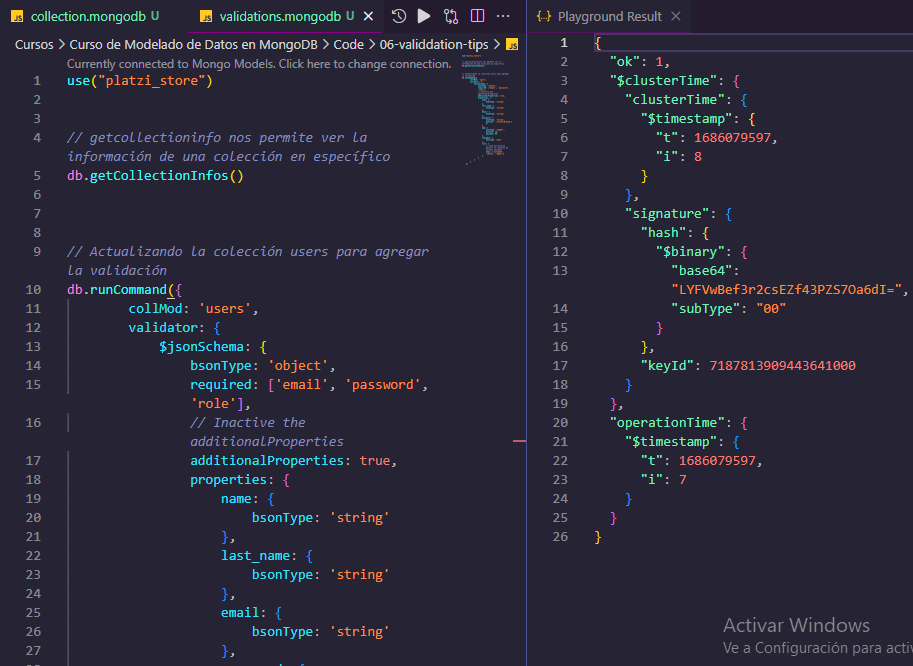 collection.mongodb U
validations.mongodb U
Playground Result
Cursos > Curso de Modelado de Datos en MongoDB > Code > 06-validdation-tips >
Currently connected to Mongo Models. Click here to change connection.
1 use("platzi_store")
2
3
4 // getcollectioninfo nos permite ver la
información de una colección en específico
5 db.getCollectionInfos()
6
7
8
9 // Actualizando la colección users para agregar
la validación
10 db.runCommand({
11 collMod: 'users',
12 validator: {
13 $jsonSchema: {
14 bsonType: 'object',
15 required: ['email', 'password',
'role'],
16 // Inactive the
additionalProperties
17 additionalProperties: true,
18 properties: {
19 name: {
20 bsonType: 'string'
21 },
22 last_name: {
23 bsonType: 'string'
24 },
25 email: {
26 bsonType: 'string'
27 },
1 {
2 "ok": 1,
3 "$clusterTime": {
4 "clusterTime": {
5 "$timestamp": {
6 "t": 1686079597,
7 "i": 8
8 }
9 },
10 "signature": {
11 "hash": {
12 "$binary": {
13 "base64":
"LYFVwBef3r2csEZf43PZS7Oa6dI=",
14 "subType": "00"
15 }
16 },
17 "keyId": 7187813909443641000
18 }
19 },
20 "operationTime": {
21 "$timestamp": {
22 "t": 1686079597,
23 "i": 7
24 }
25 }
26 }
Activar Windows
Ve a Configuración para activ